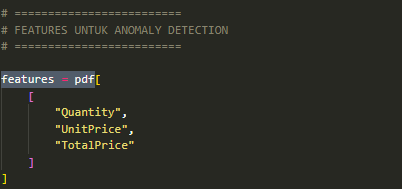 # =========================
# FEATURES UNTUK ANOMALY DETECTION
# =========================
features = pdf[
    [
        "Quantity",
        "UnitPrice",
        "TotalPrice"
    ]
]